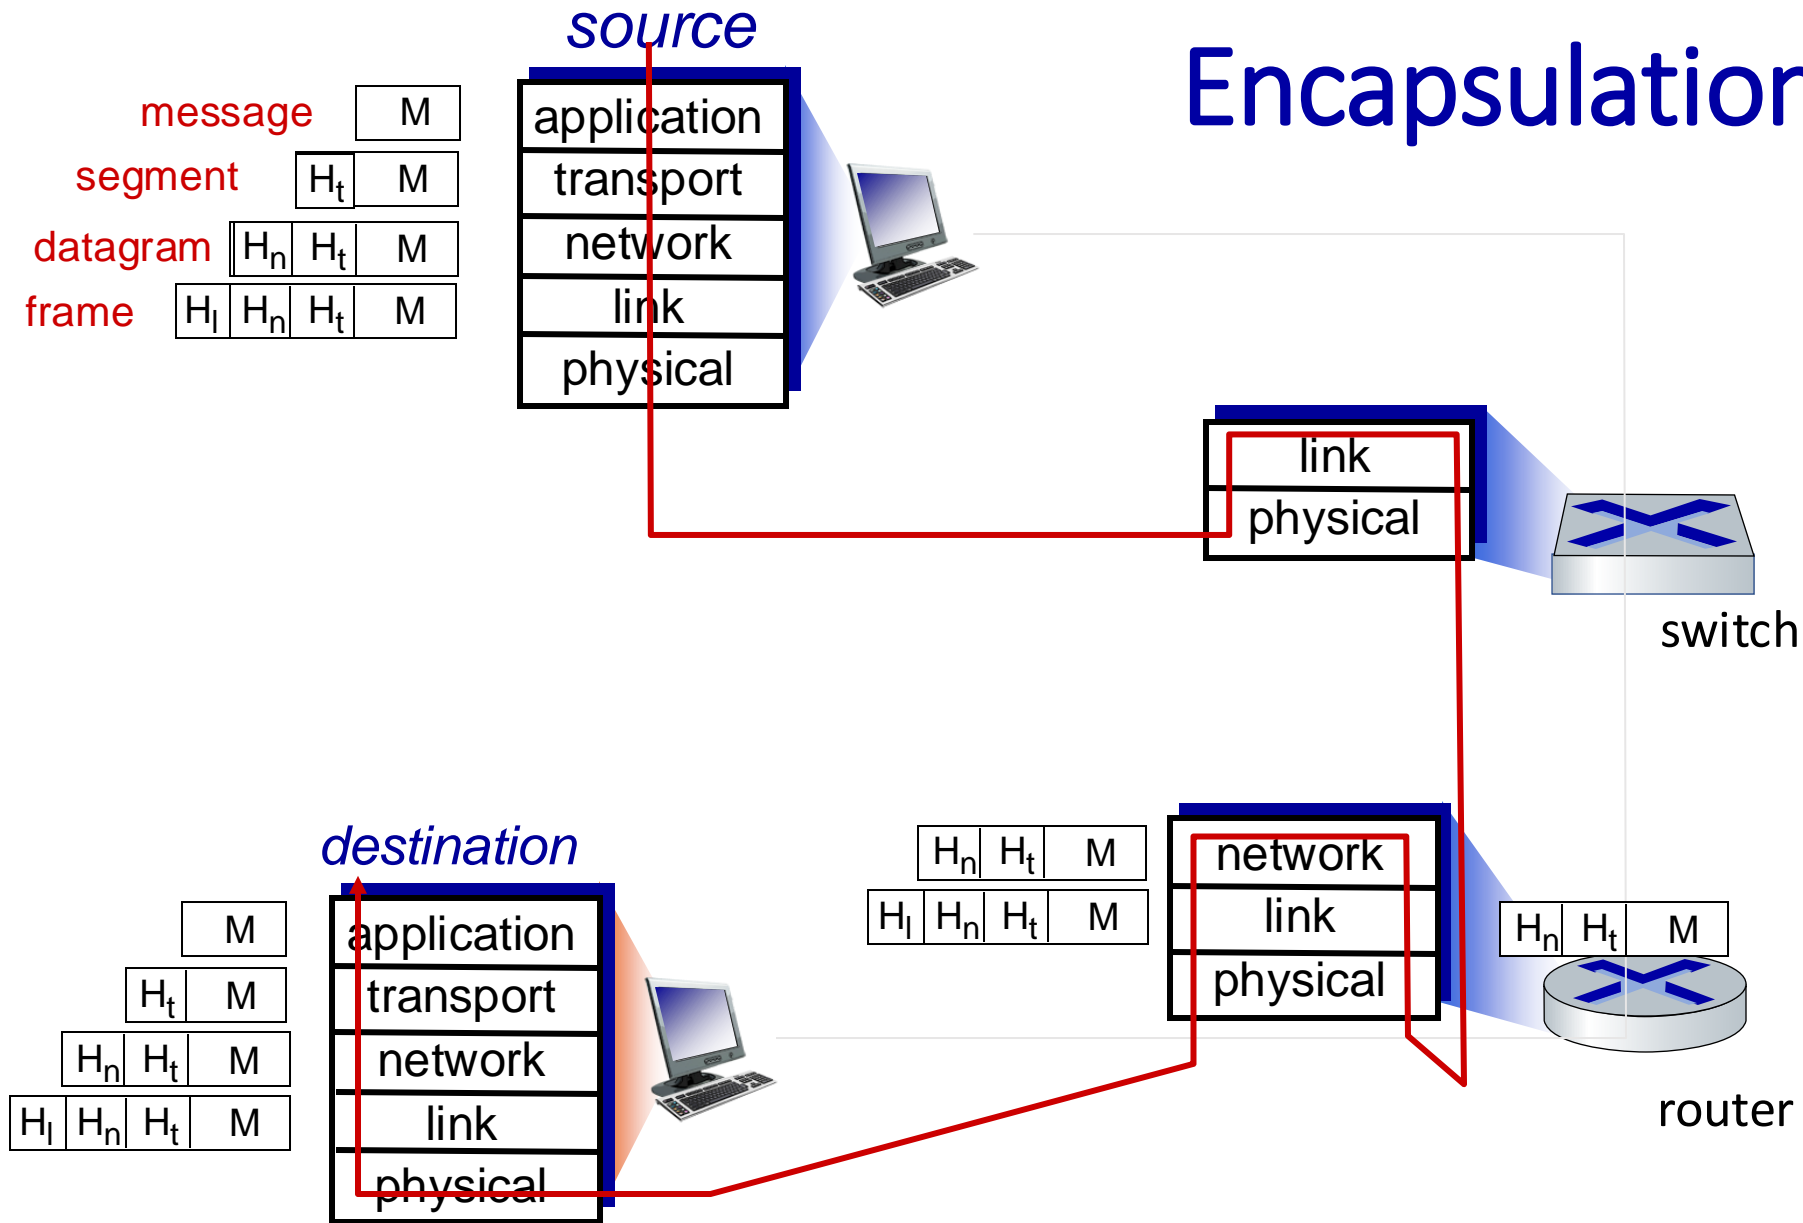 source
Encapsulation
message M
segment Ht M
datagram Hn Ht M
frame Hl Hn Ht M
application
transport
network
link
physical
link
physical
switch
destination
M
Ht M
Hn Ht M
Hl Hn Ht M
application
transport
network
link
physical
Hn Ht M
Hl Hn Ht M
network
link
physical
Hn Ht M
router